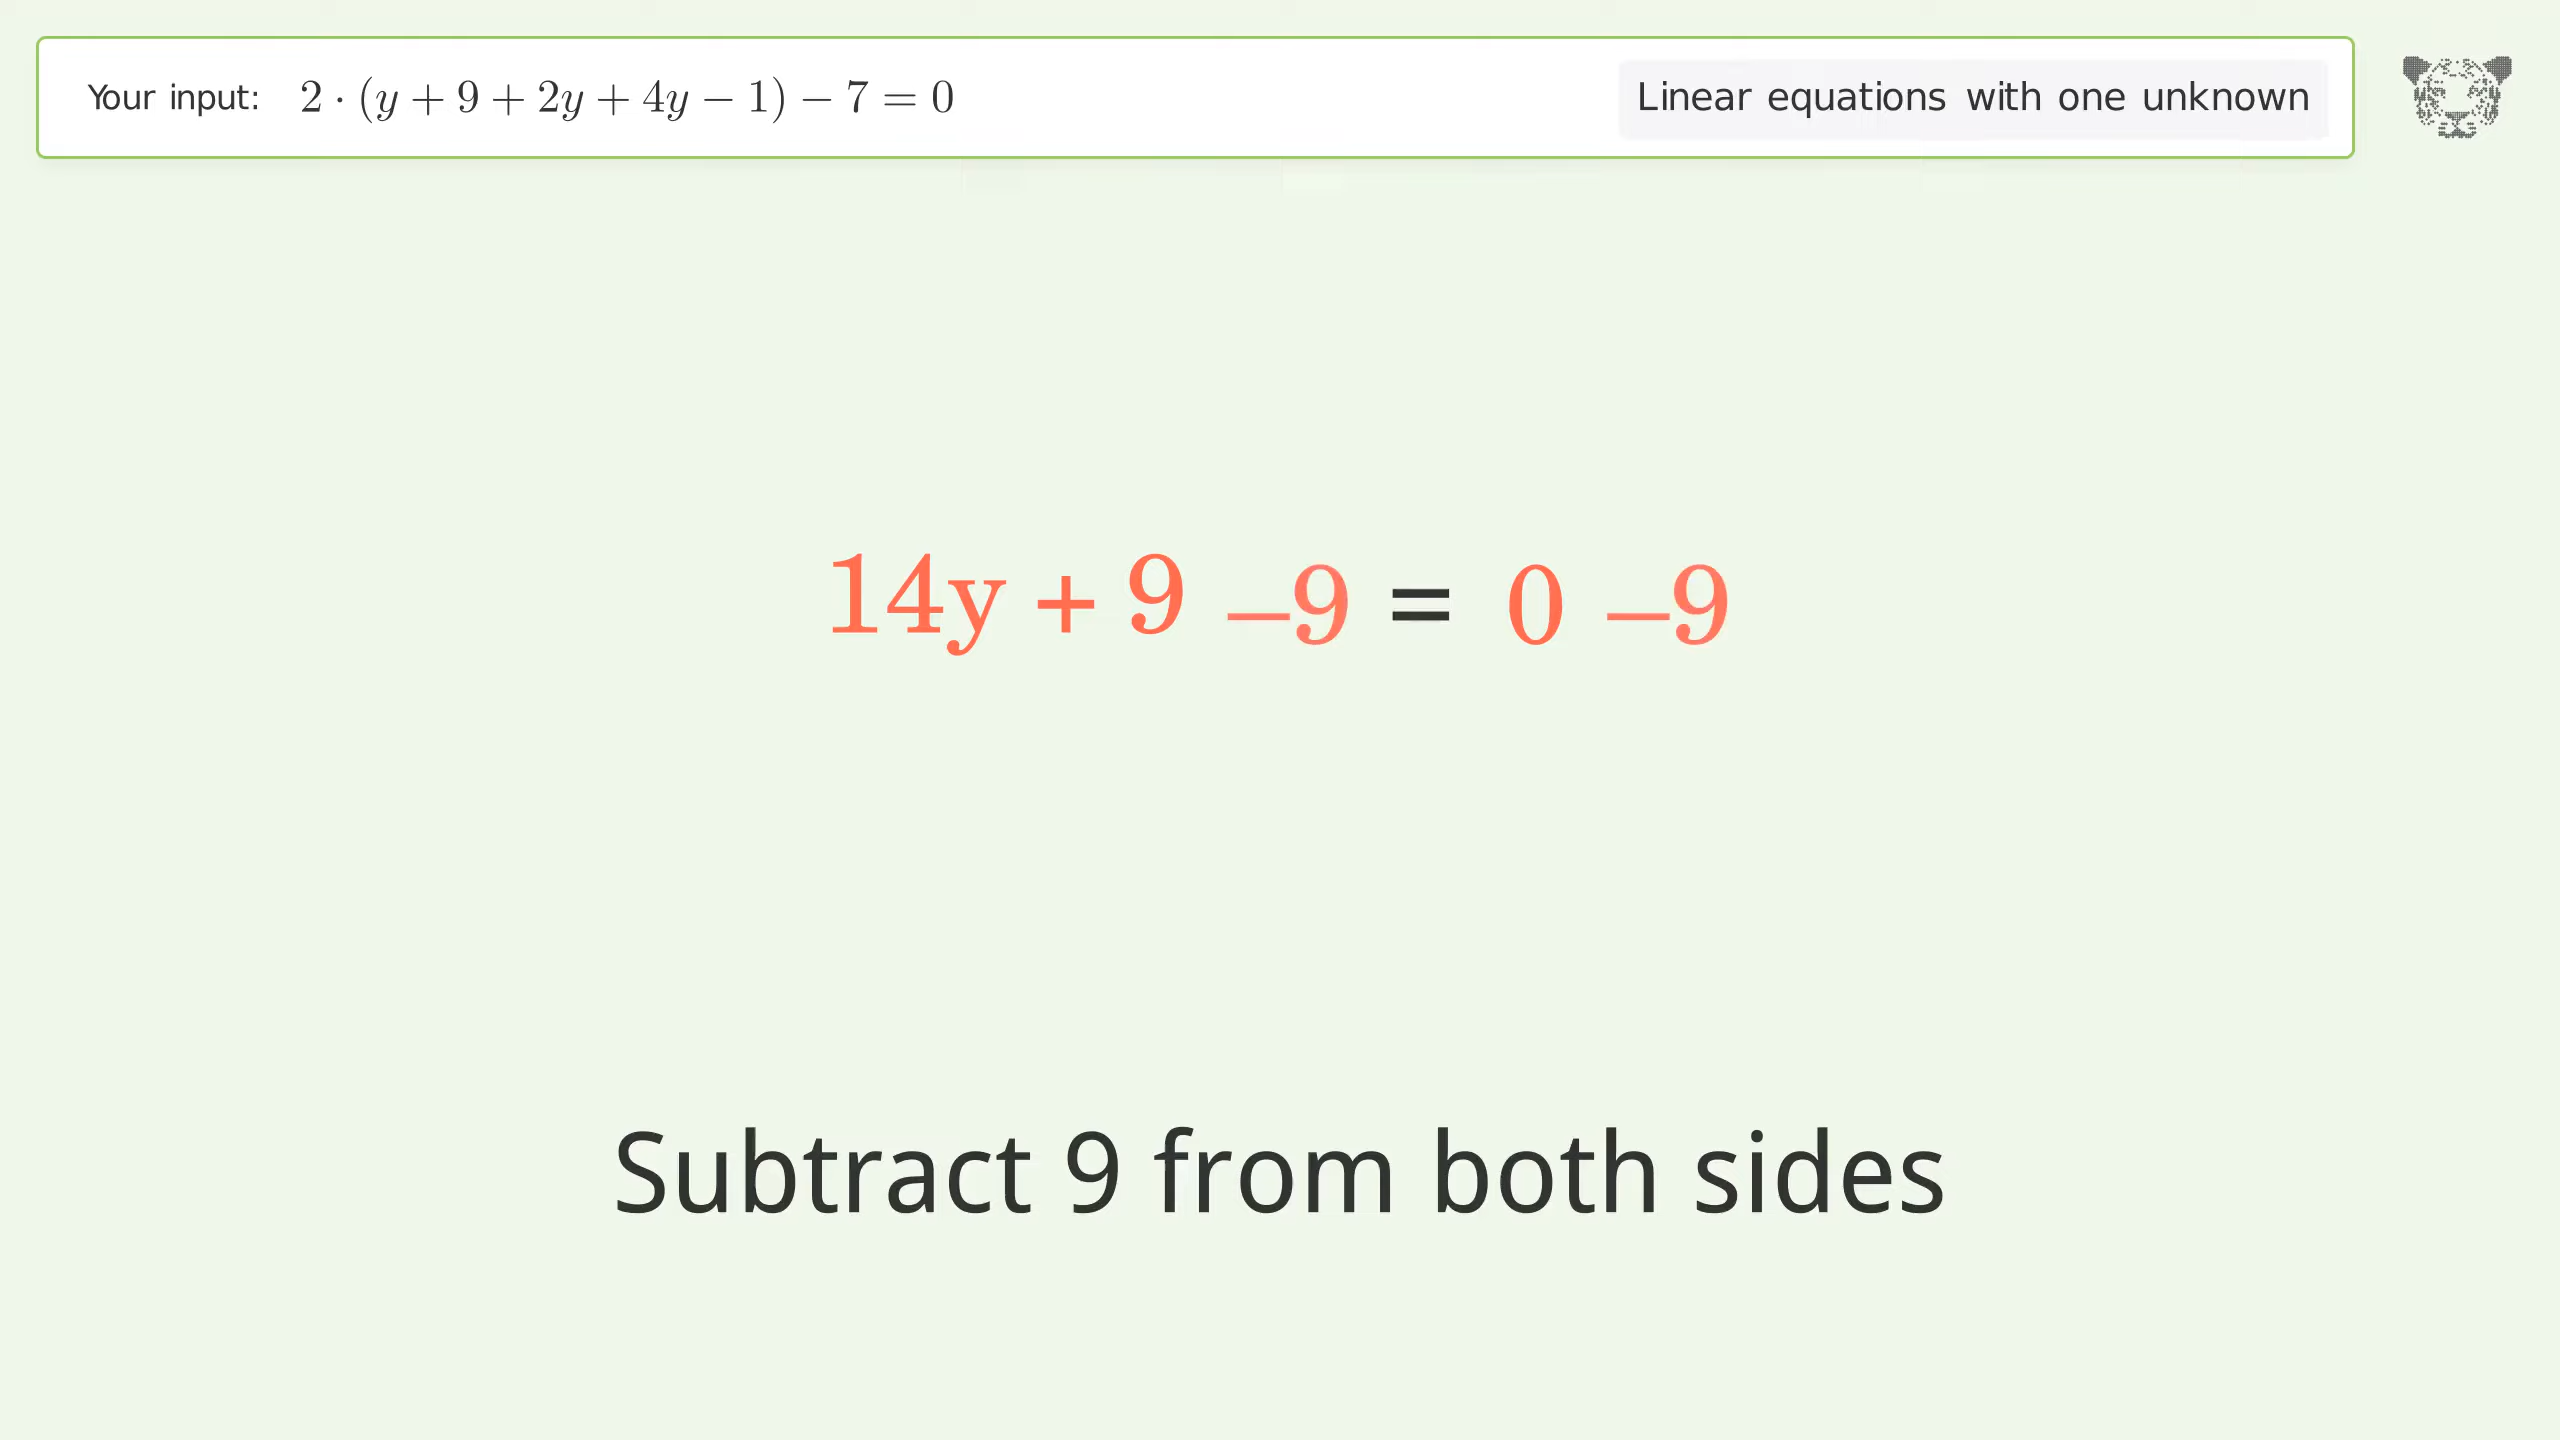 Your input: 2 · (y + 9 + 2y + 4y − 1) − 7 = 0 Linear equations with one unknown
14y + 9 −9 = 0 −9
Subtract 9 from both sides